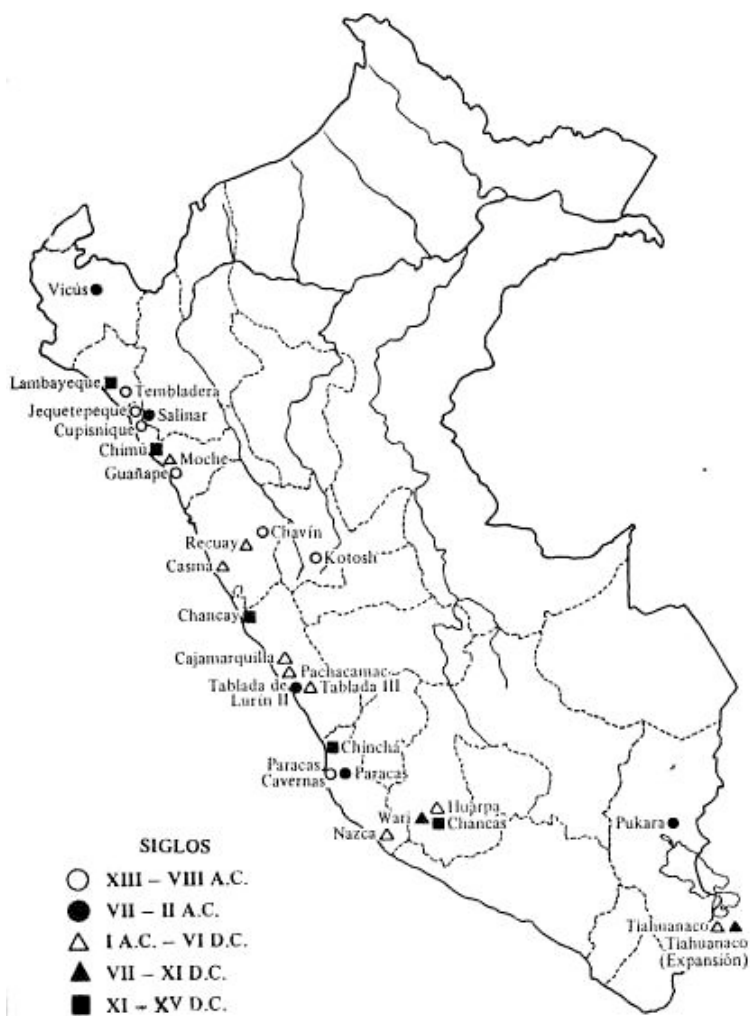 Vicús
Lambayeque
Tembladera
Jequetepeque
Salinar
Cupisnique
Chimú
Moche
Guañape
Chavín
Recuay
Kotosh
Casma
Chancay
Cajamarquilla
Pachacamac
Tablada de
Lurín II
Tablada III
Chinchá
Paracas
Cavernas
Paracas
Huarpa
Wari
Chancas
Nazca
Pukara
Tiahuanaco
Tiahuanaco
(Expansión)
SIGLOS
XIII – VIII A.C.
VII – II A.C.
I A.C. – VI D.C.
VII – XI D.C.
XI – XV D.C.